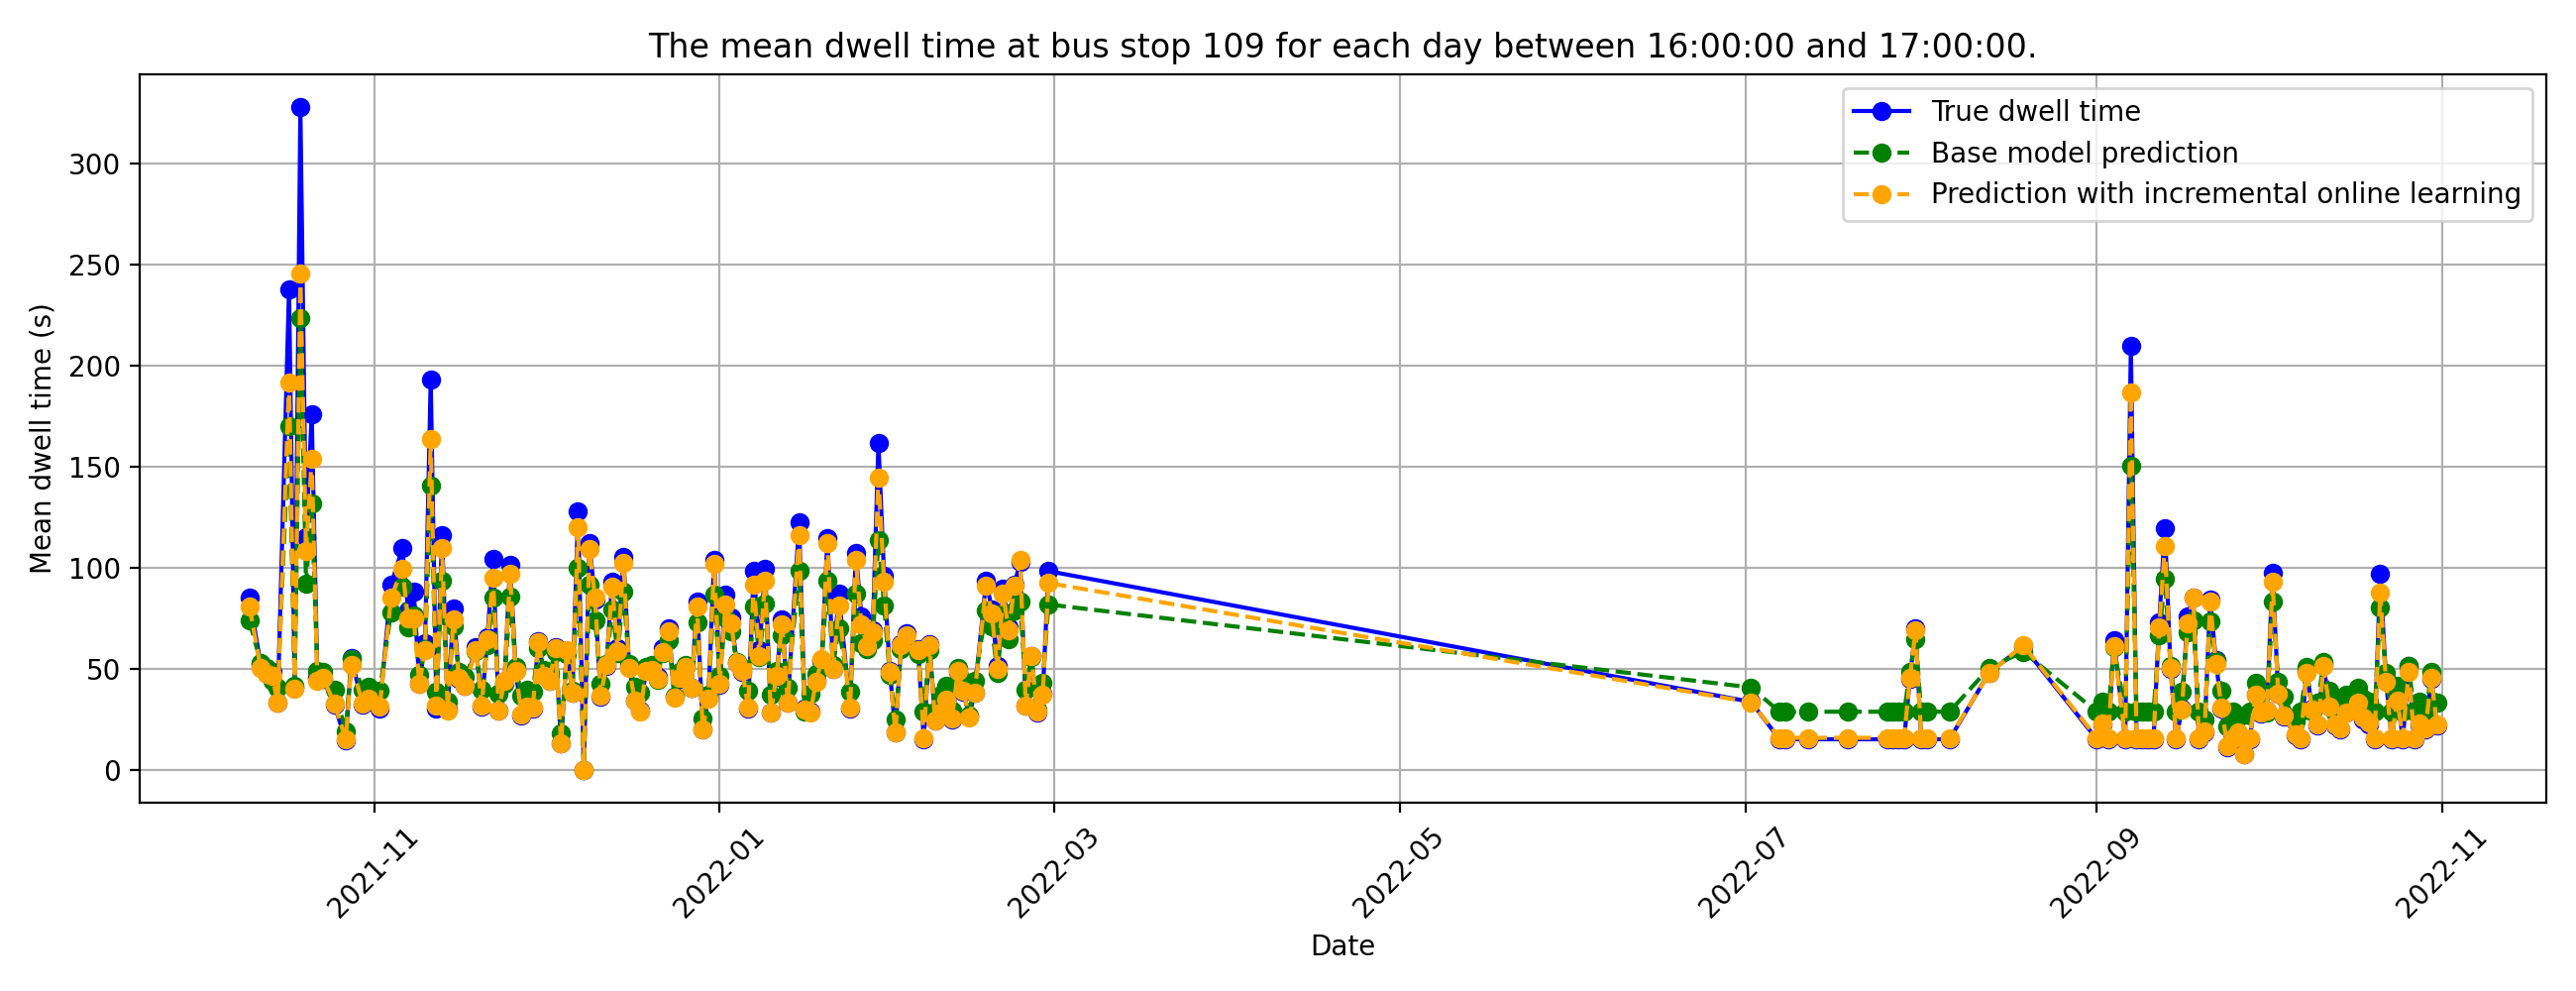 The mean dwell time at bus stop 109 for each day between 16:00:00 and 17:00:00.
True dwell time
Base model prediction
Prediction with incremental online learning
Mean dwell time (s)
300
250
200
150
100
50
0
2021-11
2022-01
2022-03
2022-05
2022-07
2022-09
2022-11
Date